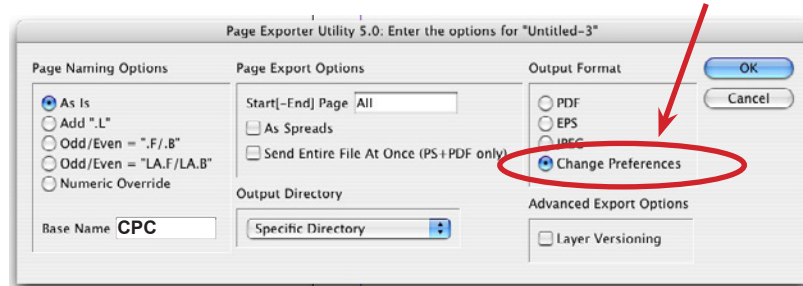 Page Exporter Utility 5.0: Enter the options for "Untitled-3"
Page Naming Options
As Is
Add ".L"
Odd/Even = ".F/.B"
Odd/Even = "LA.F/LA.B"
Numeric Override
Base Name CPC
Page Export Options
Start[-End] Page All
As Spreads
Send Entire File At Once (PS+PDF only)
Output Directory
Specific Directory
Output Format
PDF
EPS
JPEG
Change Preferences
Advanced Export Options
Layer Versioning
OK
Cancel